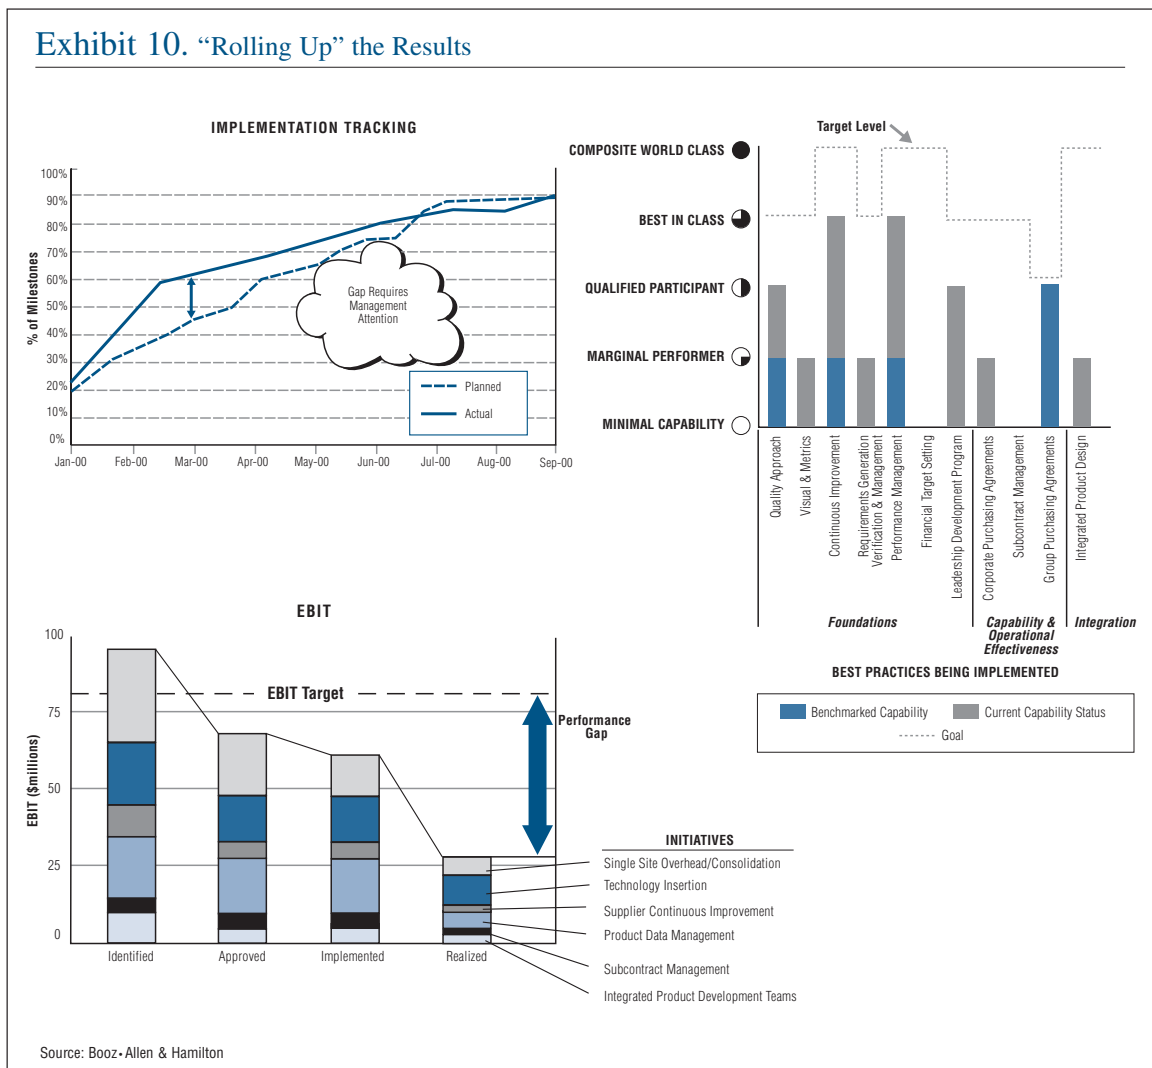 Exhibit 10. “Rolling Up” the Results
IMPLEMENTATION TRACKING
% of Milestones
100%
90%
80%
70%
60%
50%
40%
30%
20%
10%
0%
Jan-00 Feb-00 Mar-00 Apr-00 May-00 Jun-00 Jul-00 Aug-00 Sep-00
Gap Requires
Management
Attention
Planned
Actual
Target Level
COMPOSITE WORLD CLASS
BEST IN CLASS
QUALIFIED PARTICIPANT
MARGINAL PERFORMER
MINIMAL CAPABILITY
Quality Approach
Visual & Metrics
Continuous Improvement
Requirements Generation
Verification & Management
Performance Management
Financial Target Setting
Leadership Development Program
Corporate Purchasing Agreements
Subcontract Management
Group Purchasing Agreements
Integrated Product Design
Foundations
Capability &
Operational
Effectiveness
Integration
BEST PRACTICES BEING IMPLEMENTED
Benchmarked Capability
Current Capability Status
Goal
EBIT
EBIT ($millions)
100
75
50
25
0
EBIT Target
Performance
Gap
Identified Approved Implemented Realized
INITIATIVES
Single Site Overhead/Consolidation
Technology Insertion
Supplier Continuous Improvement
Product Data Management
Subcontract Management
Integrated Product Development Teams
Source: Booz•Allen & Hamilton